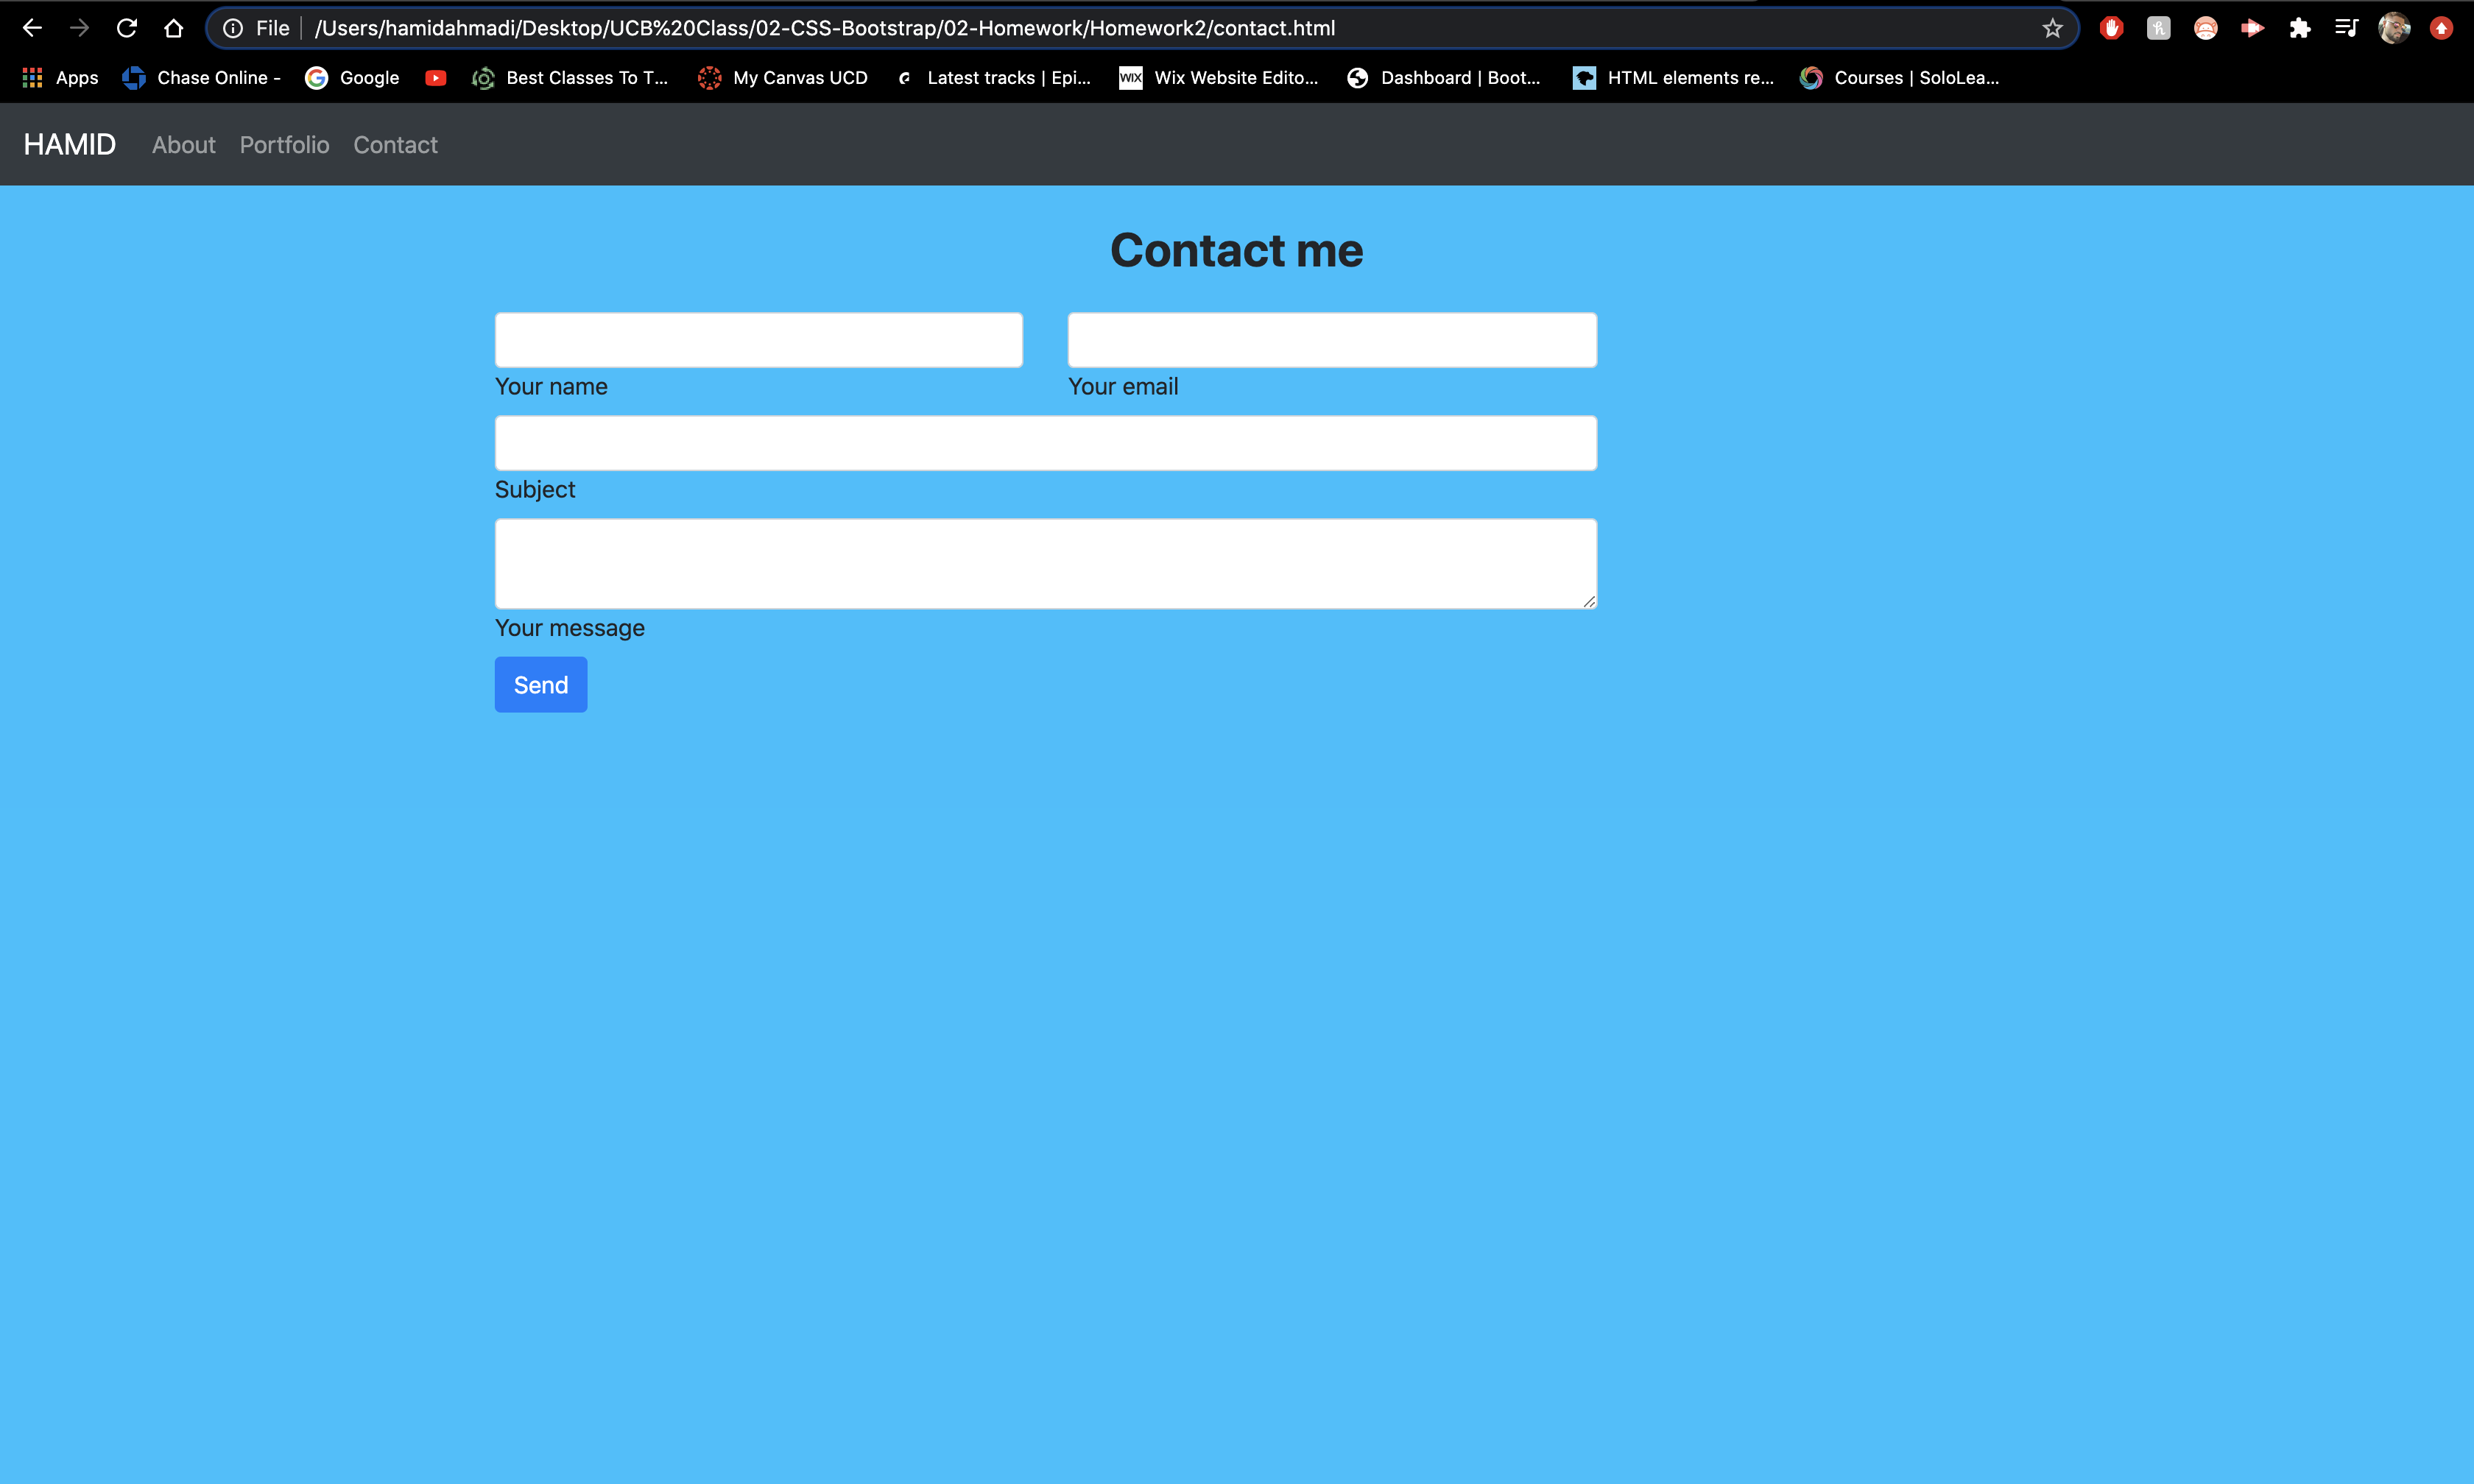 File /Users/hamidahmadi/Desktop/UCB%20Class/02-CSS-Bootstrap/02-Homework/Homework2/contact.html
Apps Chase Online - Google Best Classes To T... My Canvas UCD Latest tracks | Epi... WIX Wix Website Edito... Dashboard | Boot... HTML elements re... Courses | SoloLea...
HAMID About Portfolio Contact
Contact me
Your name Your email
Subject
Your message
Send